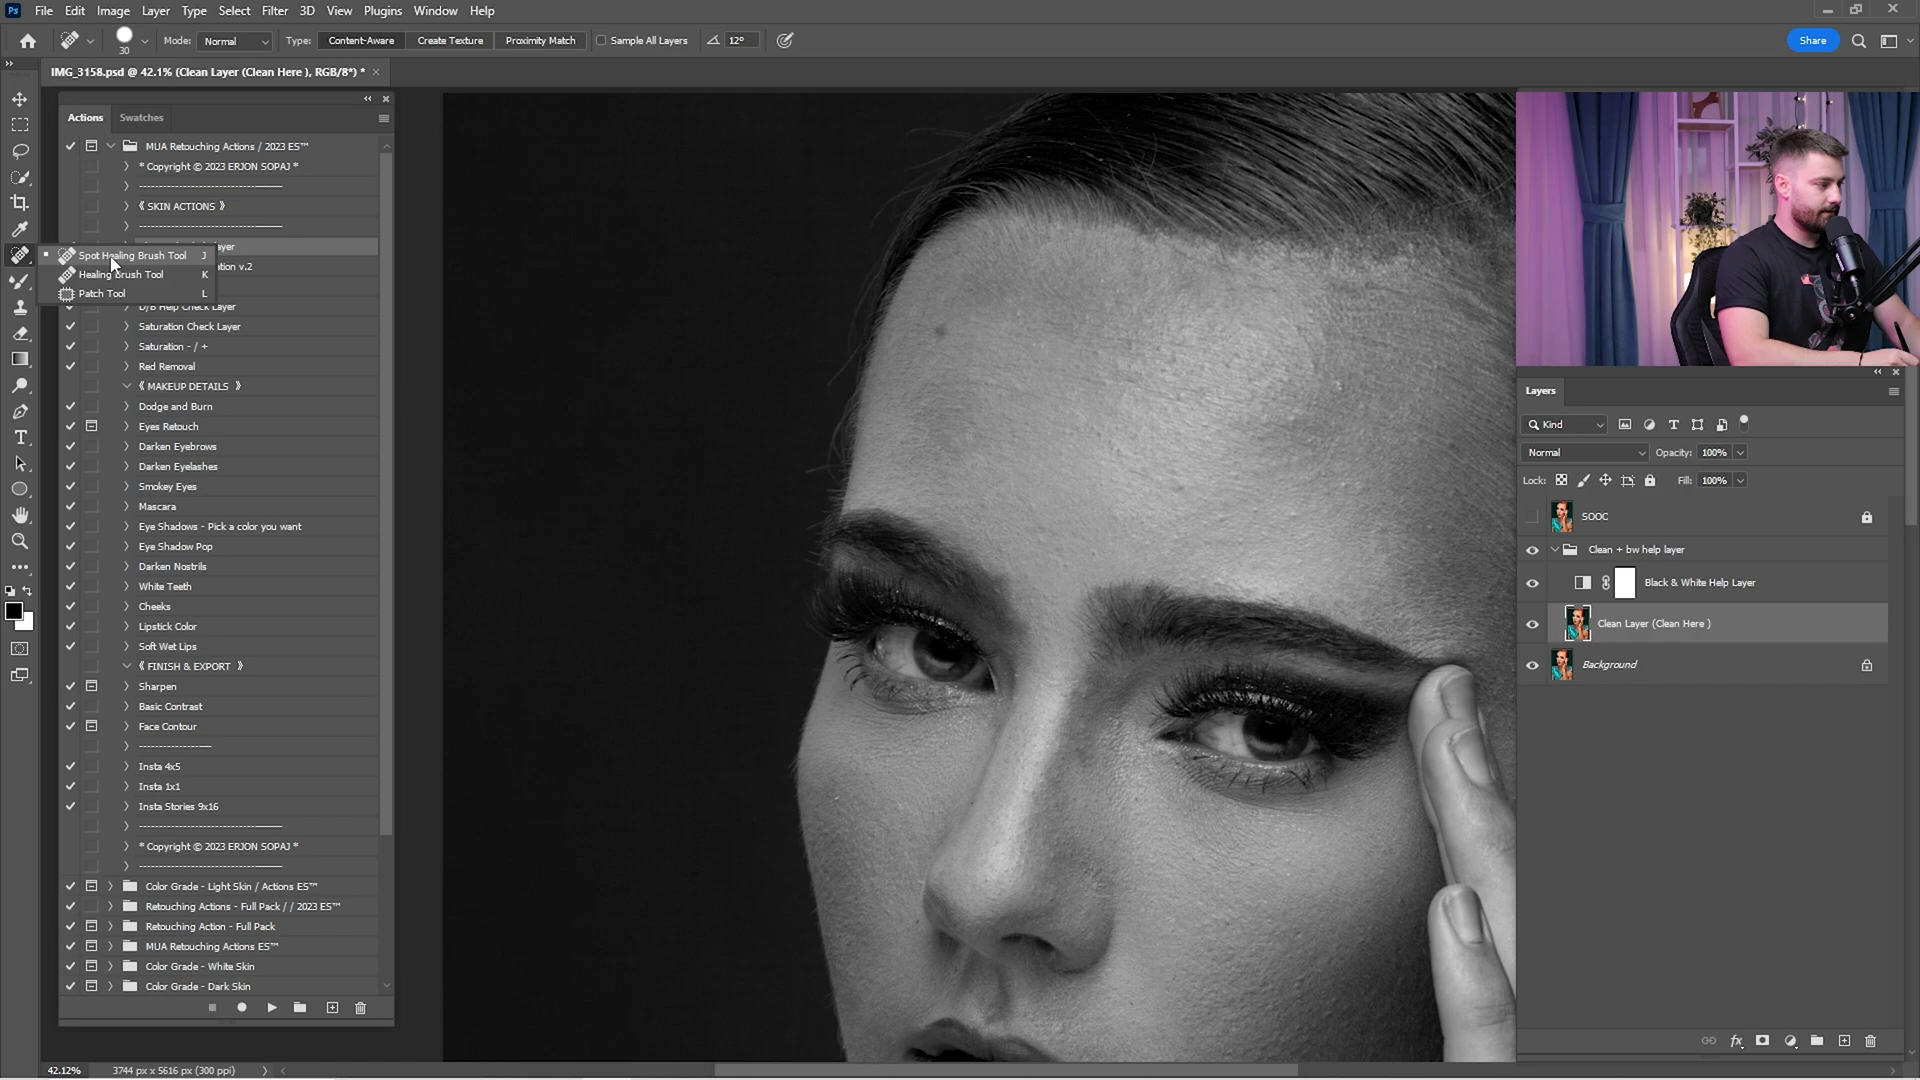 Ps File Edit Image Layer Type Select Filter 3D View Plugins Window Help
30 Mode: Normal Type: Content-Aware Create Texture Proximity Match Sample All Layers 12° Share
IMG_3158.psd @ 42.1% (Clean Layer (Clean Here ), RGB/8*) *
Actions Swatches
MUA Retouching Actions / 2023 ES™
* Copyright © 2023 ERJON SOPAJ *
《 SKIN ACTIONS 》
ayer
Spot Healing Brush Tool J
ation v.2
Healing Brush Tool K
Patch Tool L
D/B Help Check Layer
Saturation Check Layer
Saturation - / +
Red Removal
《 MAKEUP DETAILS 》
Dodge and Burn
Eyes Retouch
Darken Eyebrows
Darken Eyelashes
Smokey Eyes
Mascara
Eye Shadows - Pick a color you want
Eye Shadow Pop
Darken Nostrils
White Teeth
Cheeks
Lipstick Color
Soft Wet Lips
《 FINISH & EXPORT 》
Sharpen
Basic Contrast
Face Contour
Insta 4x5
Insta 1x1
Insta Stories 9x16
* Copyright © 2023 ERJON SOPAJ *
Color Grade - Light Skin / Actions ES™
Retouching Actions - Full Pack / / 2023 ES™
Retouching Action - Full Pack
MUA Retouching Actions ES™
Color Grade - White Skin
Color Grade - Dark Skin
Layers
Kind
Normal Opacity: 100%
Lock: Fill: 100%
SOOC
Clean + bw help layer
Black & White Help Layer
Clean Layer (Clean Here )
Background
42.12% 3744 px x 5616 px (300 ppi)